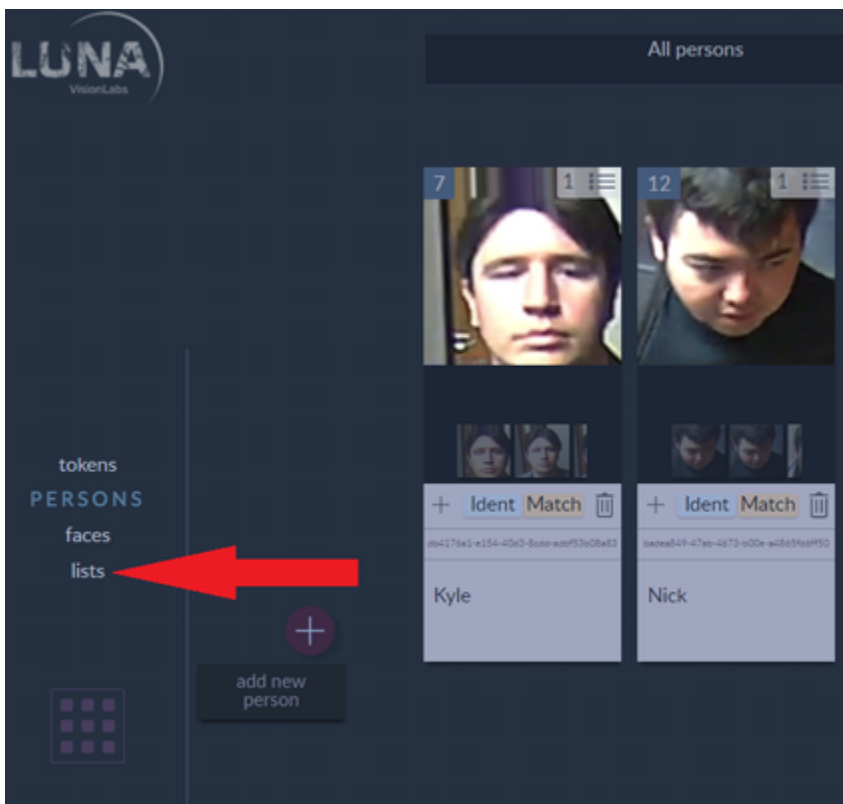 LUNA
VisionLabs
All persons
7 1
12 1
tokens
PERSONS
faces
lists
+ Ident Match
+ Ident Match
Kyle
Nick
+
add new
person